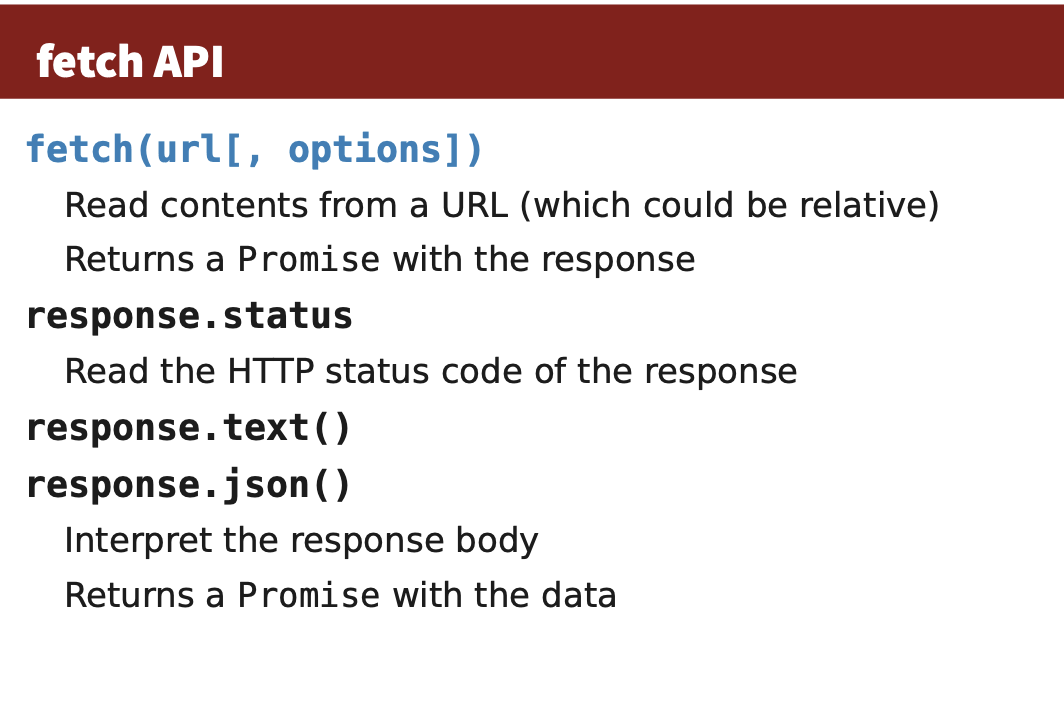 fetch API
fetch(url[, options])
Read contents from a URL (which could be relative)
Returns a Promise with the response
response.status
Read the HTTP status code of the response
response.text()
response.json()
Interpret the response body
Returns a Promise with the data